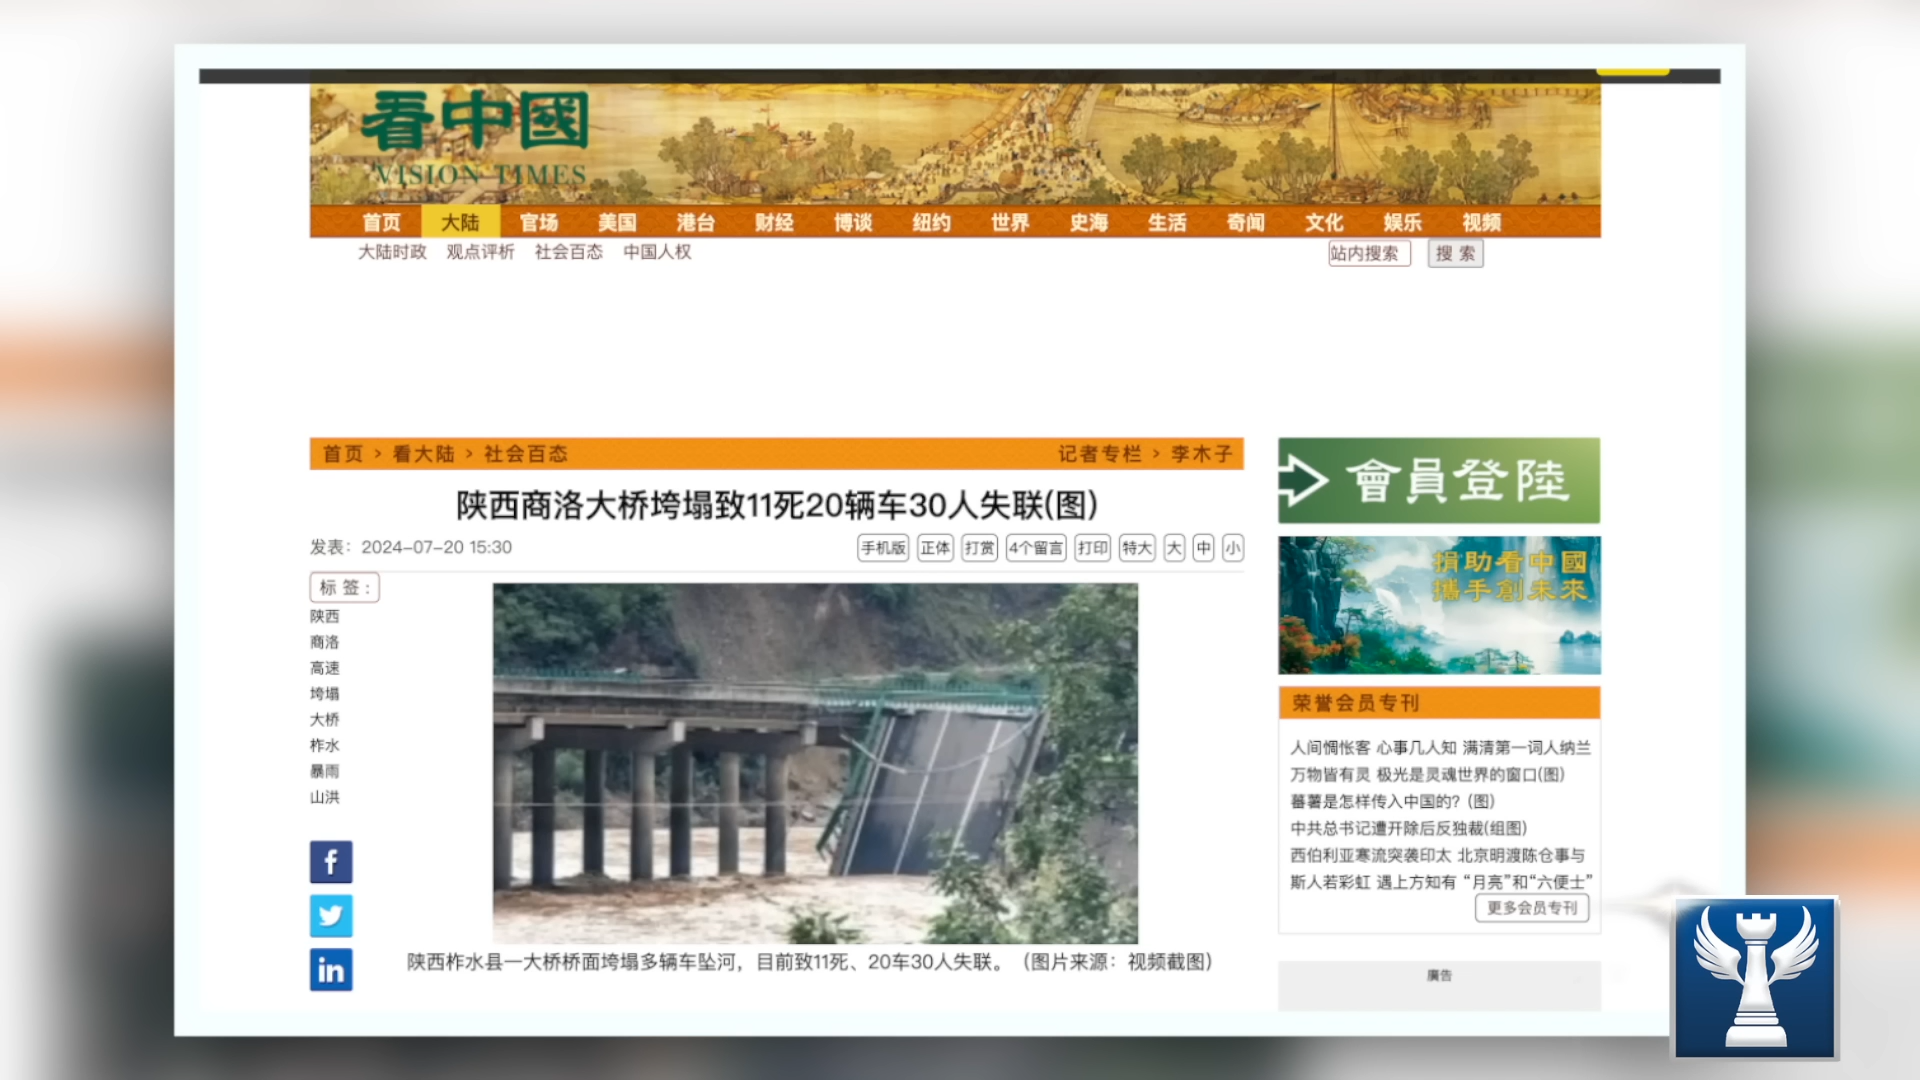 看中國
VISION TIMES
首页 大陆 官场 美国 港台 财经 博谈 纽约 世界 史海 生活 奇闻 文化 娱乐 视频
大陆时政 观点评析 社会百态 中国人权
站内搜索 搜 索
首页 > 看大陆 > 社会百态 记者专栏 > 李木子
陕西商洛大桥垮塌致11死20辆车30人失联(图)
发表：2024-07-20 15:30
手机版 正体 打赏 4个留言 打印 特大 大 中 小
标 签：
陕西
商洛
高速
垮塌
大桥
柞水
暴雨
山洪
陕西柞水县一大桥桥面垮塌多辆车坠河，目前致11死、20车30人失联。（图片来源：视频截图）
會員登陸
捐助看中國
攜手創未來
荣誉会员专刊
人间惆怅客 心事几人知 满清第一词人纳兰
万物皆有灵 极光是灵魂世界的窗口(图)
蕃薯是怎样传入中国的？(图)
中共总书记遭开除后反独裁(组图)
西伯利亚寒流突袭印太 北京明渡陈仓事与
斯人若彩虹 遇上方知有 “月亮”和“六便士”
更多会员专刊
廣告